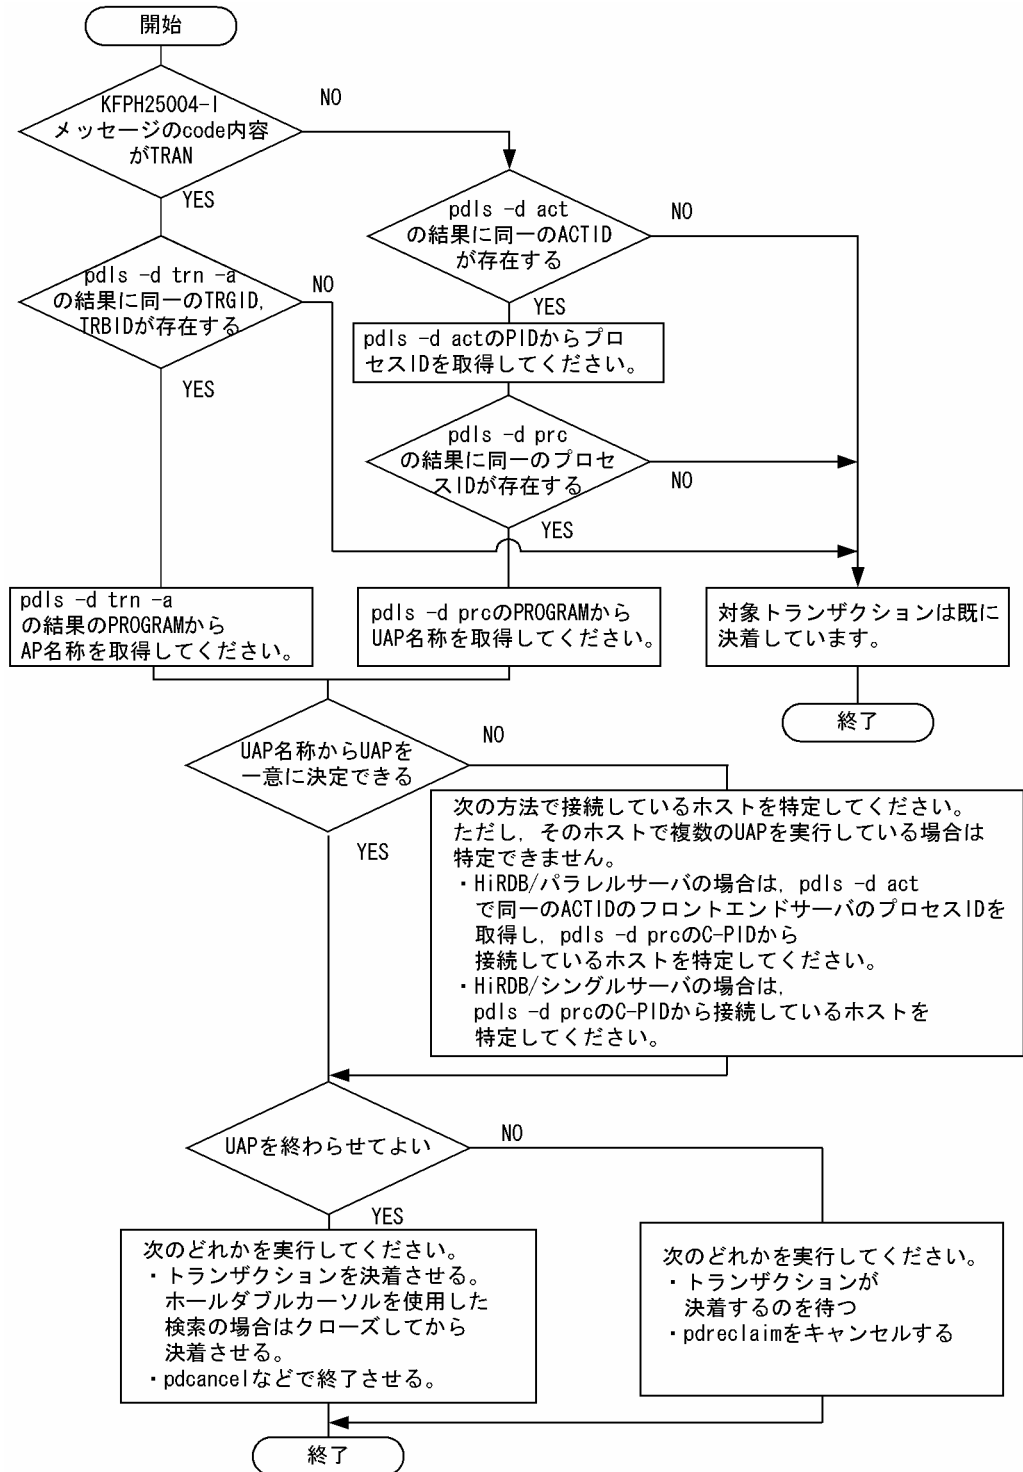 開始
KFPH25004-I
メッセージのcode内容
がTRAN
NO
YES
pdls -d act
の結果に同一のACTID
が存在する
NO
YES
pdls -d trn -a
の結果に同一のTRGID,
TRBIDが存在する
NO
YES
pdls -d actのPIDからプロ
セスIDを取得してください。
pdls -d prc
の結果に同一のプロセ
スIDが存在する
NO
YES
pdls -d trn -a
の結果のPROGRAMから
AP名称を取得してください。
pdls -d prcのPROGRAMから
UAP名称を取得してください。
対象トランザクションは既に
決着しています。
終了
UAP名称からUAPを
一意に決定できる
NO
YES
次の方法で接続しているホストを特定してください。
ただし，そのホストで複数のUAPを実行している場合は
特定できません。
・HiRDB/パラレルサーバの場合は，pdls -d act
で同一のACTIDのフロントエンドサーバのプロセスIDを
取得し，pdls -d prcのC-PIDから
接続しているホストを特定してください。
・HiRDB/シングルサーバの場合は，
pdls -d prcのC-PIDから接続しているホストを
特定してください。
UAPを終わらせてよい
NO
YES
次のどれかを実行してください。
・トランザクションを決着させる。
ホールダブルカーソルを使用した
検索の場合はクローズしてから
決着させる。
・pdcancelなどで終了させる。
次のどれかを実行してください。
・トランザクションが
決着するのを待つ
・pdreclaimをキャンセルする
終了